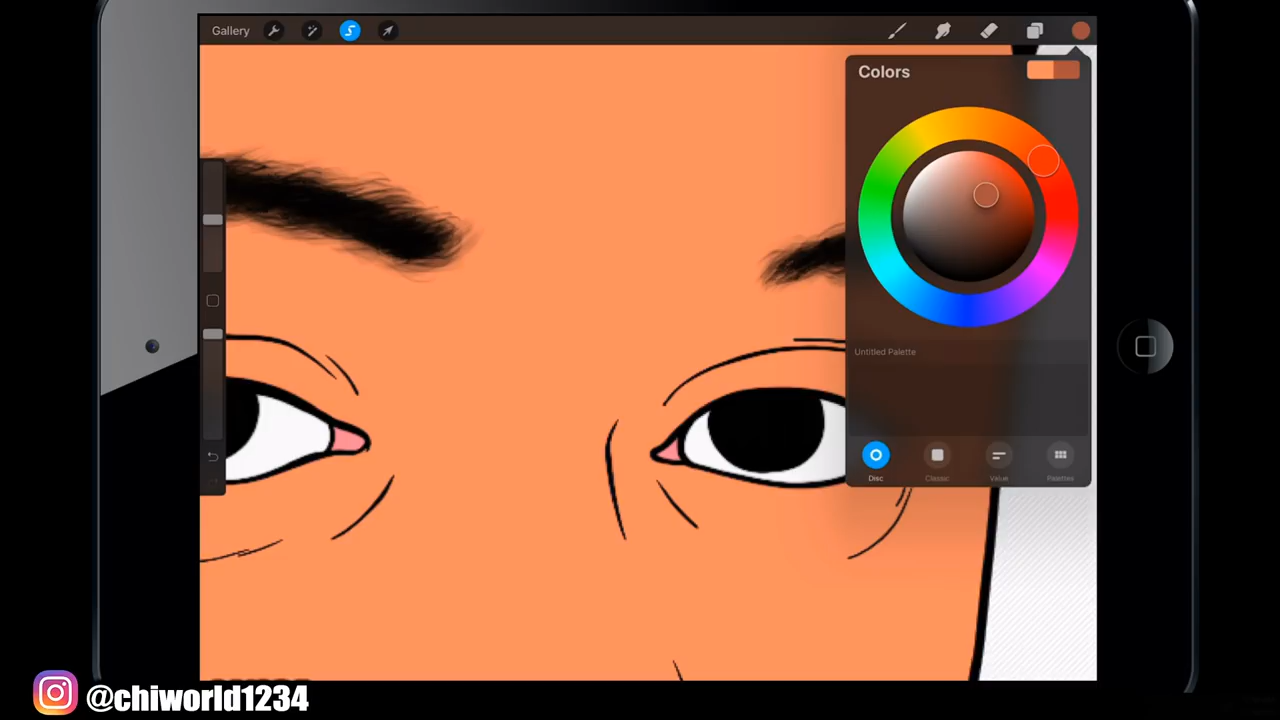 Gallery
Colors
Untitled Palette
Disc
Classic
Value
Palettes
@chiworld1234